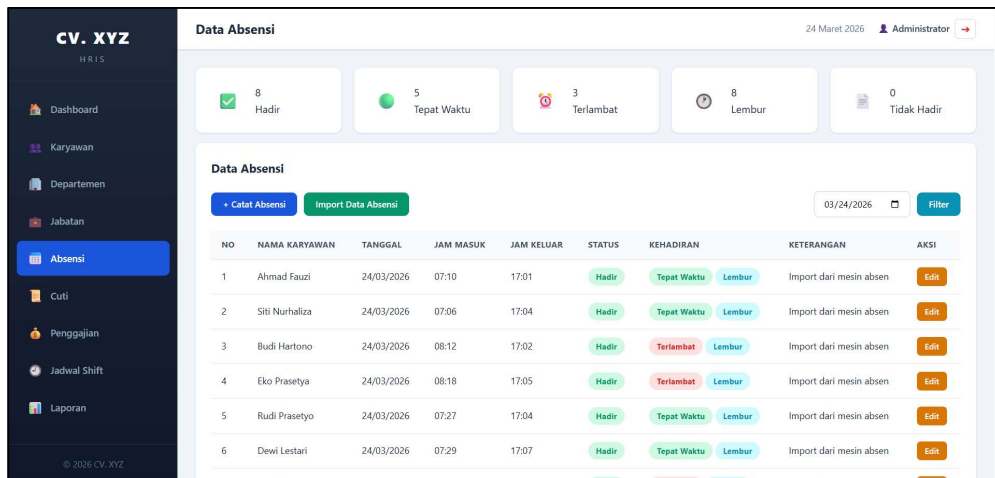 CV. XYZ
HRIS
Dashboard
Karyawan
Departemen
Jabatan
Absensi
Cuti
Penggajian
Jadwal Shift
Laporan
© 2026 CV. XYZ
Data Absensi
24 Maret 2026 Administrator →
8
Hadir
5
Tepat Waktu
3
Terlambat
8
Lembur
0
Tidak Hadir
Data Absensi
+ Catat Absensi Import Data Absensi 03/24/2026 Filter
NO NAMA KARYAWAN TANGGAL JAM MASUK JAM KELUAR STATUS KEHADIRAN KETERANGAN AKSI
1 Ahmad Fauzi 24/03/2026 07:10 17:01 Hadir Tepat Waktu Lembur Import dari mesin absen Edit
2 Siti Nurhaliza 24/03/2026 07:06 17:04 Hadir Tepat Waktu Lembur Import dari mesin absen Edit
3 Budi Hartono 24/03/2026 08:12 17:02 Hadir Terlambat Lembur Import dari mesin absen Edit
4 Eko Prasetya 24/03/2026 08:18 17:05 Hadir Terlambat Lembur Import dari mesin absen Edit
5 Rudi Prasetyo 24/03/2026 07:27 17:04 Hadir Tepat Waktu Lembur Import dari mesin absen Edit
6 Dewi Lestari 24/03/2026 07:29 17:07 Hadir Tepat Waktu Lembur Import dari mesin absen Edit